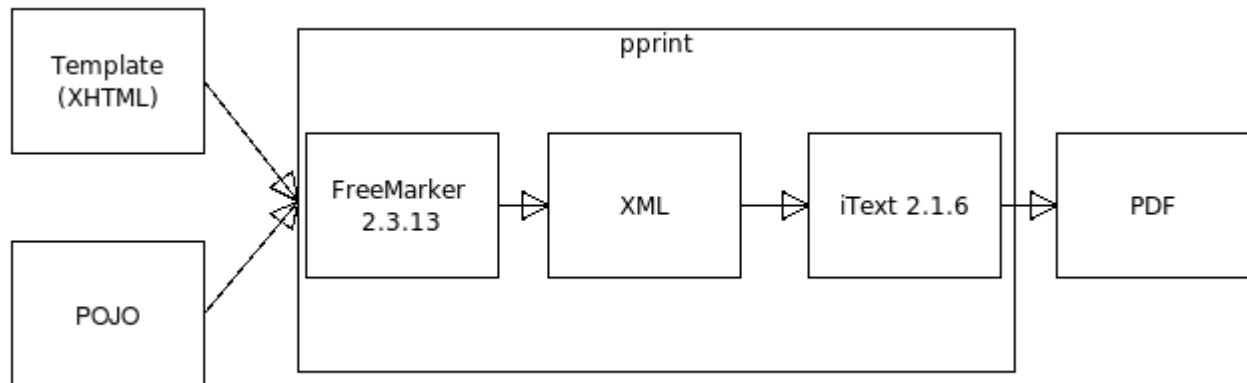 Template
(XHTML)
pprint
FreeMarker
2.3.13
XML
iText 2.1.6
PDF
POJO